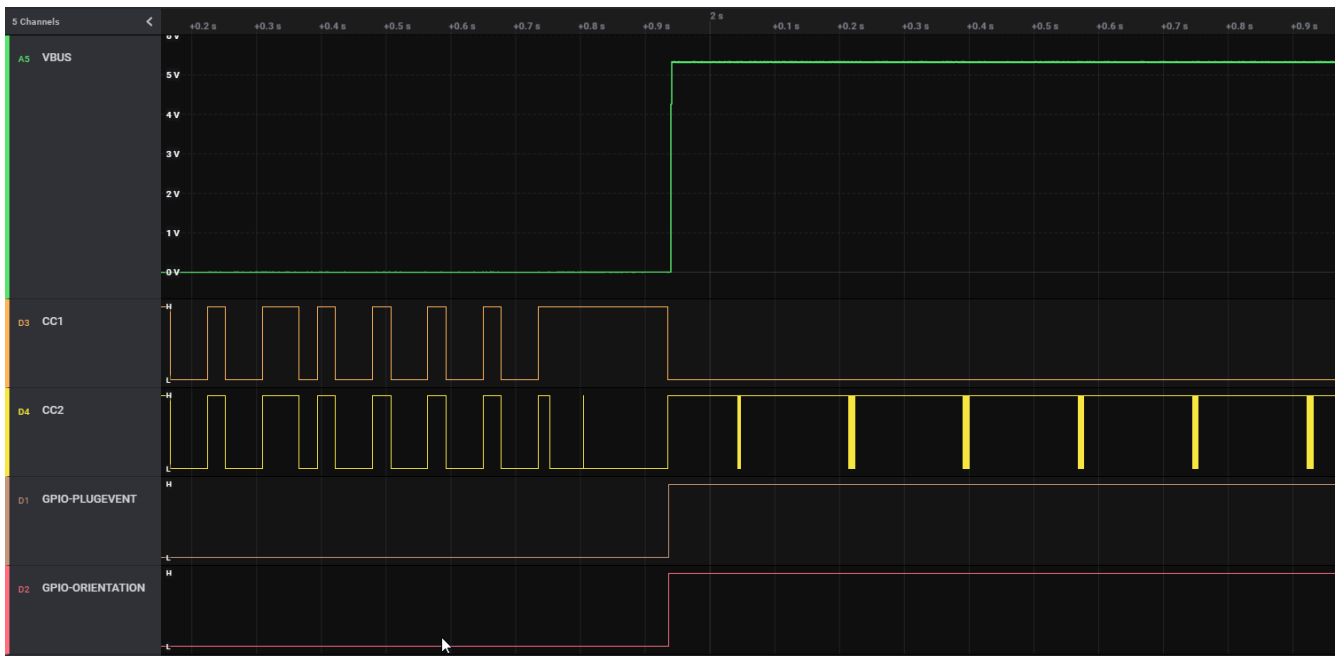 5 Channels
+0.2 s +0.3 s +0.4 s +0.5 s +0.6 s +0.7 s +0.8 s +0.9 s 2 s +0.1 s +0.2 s +0.3 s +0.4 s +0.5 s +0.6 s +0.7 s +0.8 s +0.9 s
A5 VBUS
5 V
4 V
3 V
2 V
1 V
0 V
H
D3 CC1
L
H
D4 CC2
L
H
D1 GPIO-PLUGEVENT
L
H
D2 GPIO-ORIENTATION
L